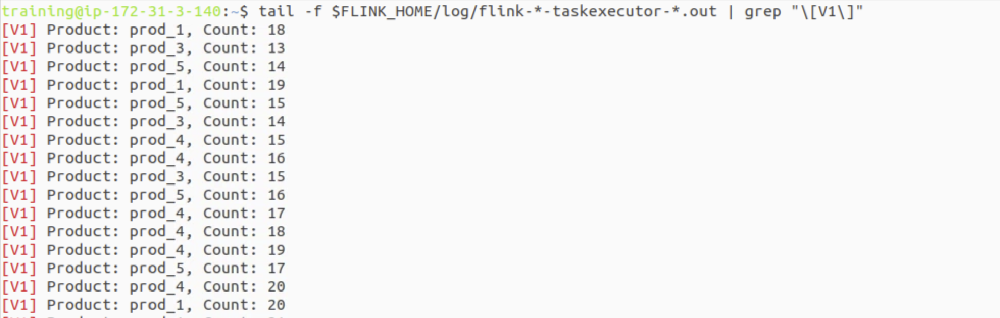 training@ip-172-31-3-140:~$ tail -f $FLINK_HOME/log/flink-*-taskexecutor-*.out | grep "\[V1\]"
[V1] Product: prod_1, Count: 18
[V1] Product: prod_3, Count: 13
[V1] Product: prod_5, Count: 14
[V1] Product: prod_1, Count: 19
[V1] Product: prod_5, Count: 15
[V1] Product: prod_3, Count: 14
[V1] Product: prod_4, Count: 15
[V1] Product: prod_4, Count: 16
[V1] Product: prod_3, Count: 15
[V1] Product: prod_5, Count: 16
[V1] Product: prod_4, Count: 17
[V1] Product: prod_4, Count: 18
[V1] Product: prod_4, Count: 19
[V1] Product: prod_5, Count: 17
[V1] Product: prod_4, Count: 20
[V1] Product: prod_1, Count: 20